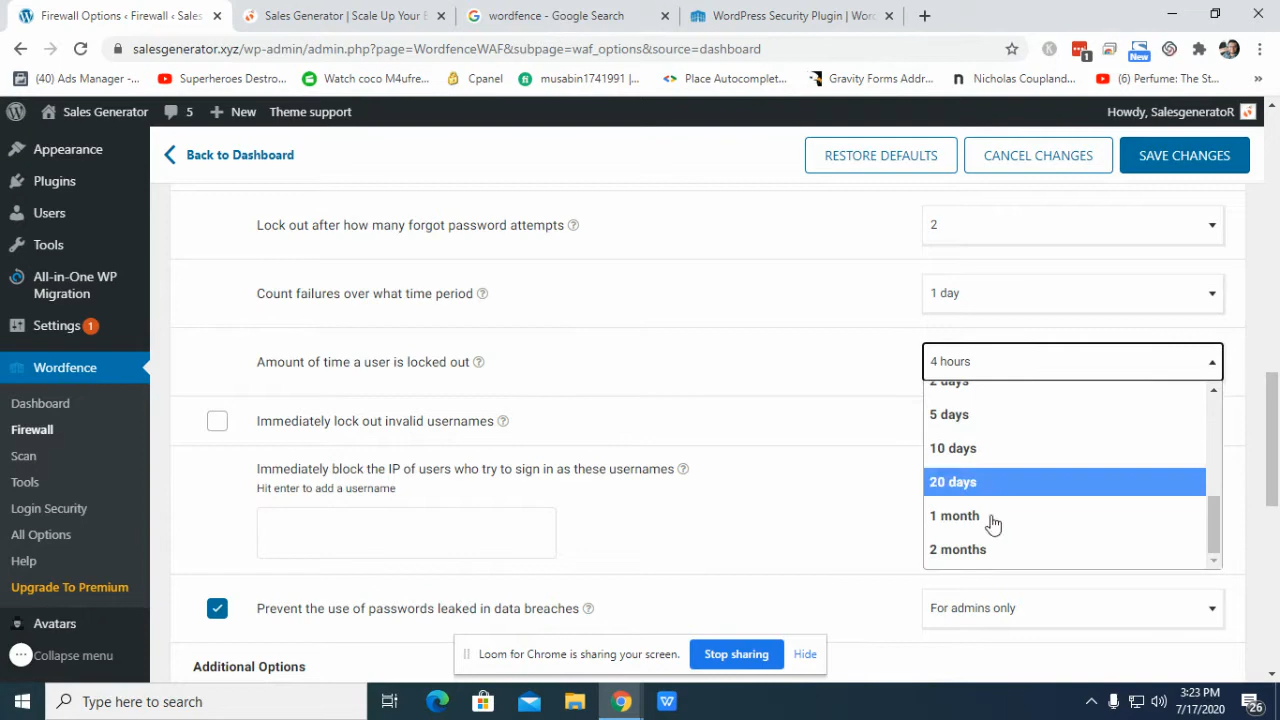 Firewall Options ‹ Firewall ‹ Sales
Sales Generator | Scale Up Your B
wordfence - Google Search
WordPress Security Plugin | Wor
salesgenerator.xyz/wp-admin/admin.php?page=WordfenceWAF&subpage=waf_options&source=dashboard
1
New
(40) Ads Manager -...
Superheroes Destro...
Watch coco M4ufre...
Cpanel
fi
musabin1741991 |...
Place Autocomplet...
Gravity Forms Addr...
n
Nicholas Coupland...
(6) Perfume: The St...
»
Sales Generator
5
New
Theme support
Howdy, SalesgeneratoR
Appearance
Plugins
Users
Tools
All-in-One WP
Migration
Settings 1
Wordfence
Dashboard
Firewall
Scan
Tools
Login Security
All Options
Help
Upgrade To Premium
Avatars
Collapse menu
Back to Dashboard
RESTORE DEFAULTS
CANCEL CHANGES
SAVE CHANGES
Lock out after how many forgot password attempts
2
Count failures over what time period
1 day
Amount of time a user is locked out
4 hours
2 days
5 days
10 days
20 days
1 month
2 months
Immediately lock out invalid usernames
Immediately block the IP of users who try to sign in as these usernames
Hit enter to add a username
Prevent the use of passwords leaked in data breaches
For admins only
Additional Options
Loom for Chrome is sharing your screen.
Stop sharing
Hide
Type here to search
3:23 PM
7/17/2020
26